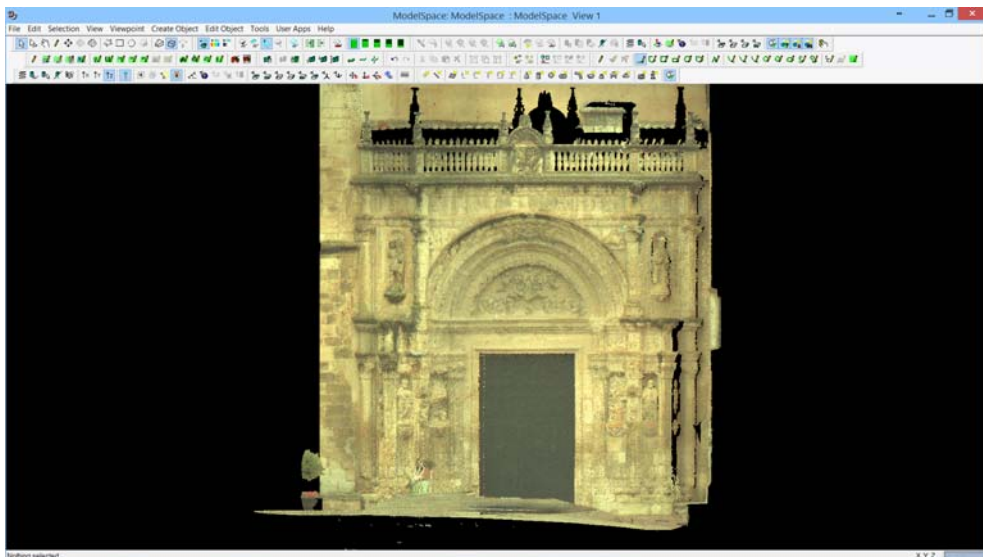 ModelSpace: ModelSpace : ModelSpace View 1
File Edit Selection View Viewpoint Create Object Edit Object Tools User Apps Help
Nothing selected
X Y Z